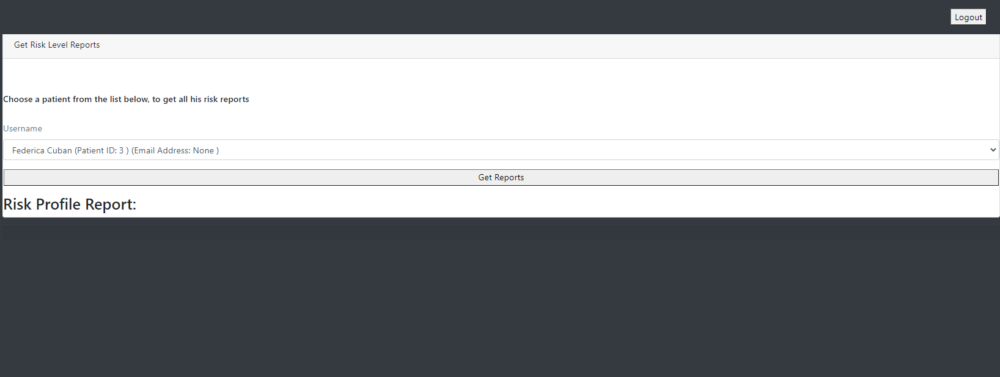 Logout
Get Risk Level Reports
Choose a patient from the list below, to get all his risk reports
Username
Federica Cuban (Patient ID: 3 ) (Email Address: None )
Get Reports
Risk Profile Report: